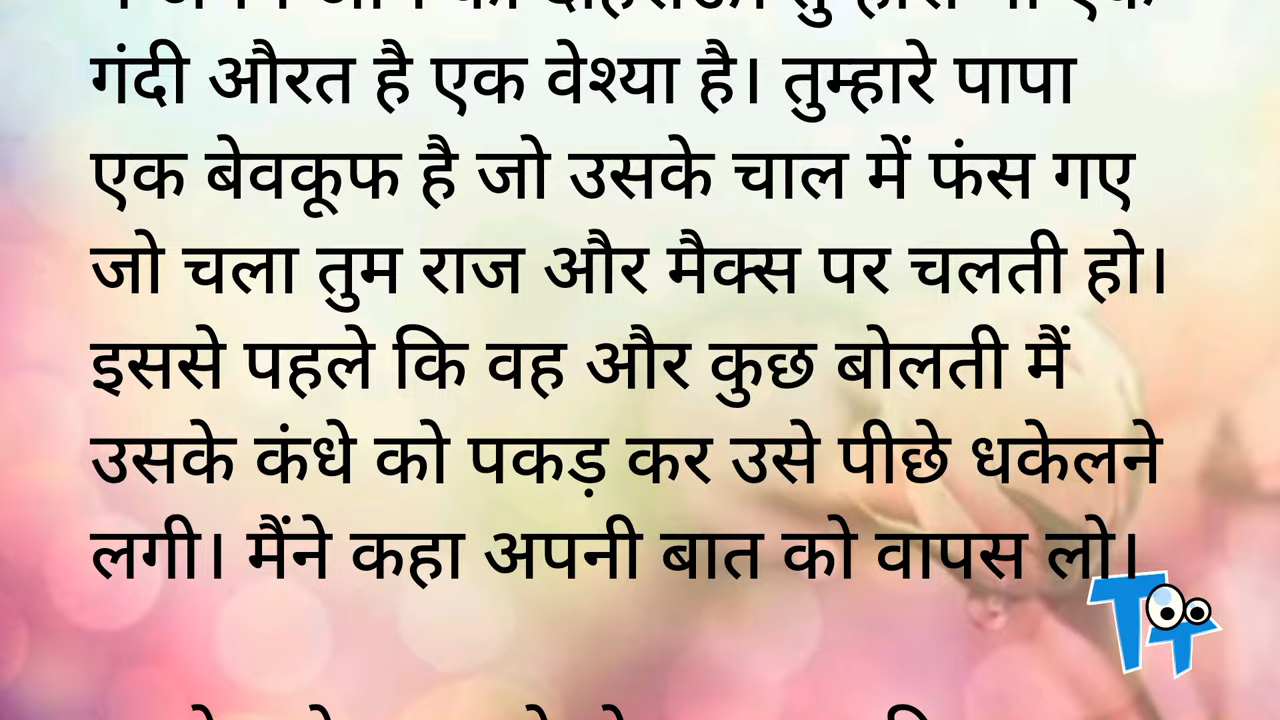 गंदी औरत है एक वेश्या है। तुम्हारे पापा
एक बेवकूफ है जो उसके चाल में फंस गए
जो चला तुम राज और मैक्स पर चलती हो।
इससे पहले कि वह और कुछ बोलती मैं
उसके कंधे को पकड़ कर उसे पीछे धकेलने
लगी। मैंने कहा अपनी बात को वापस लो।